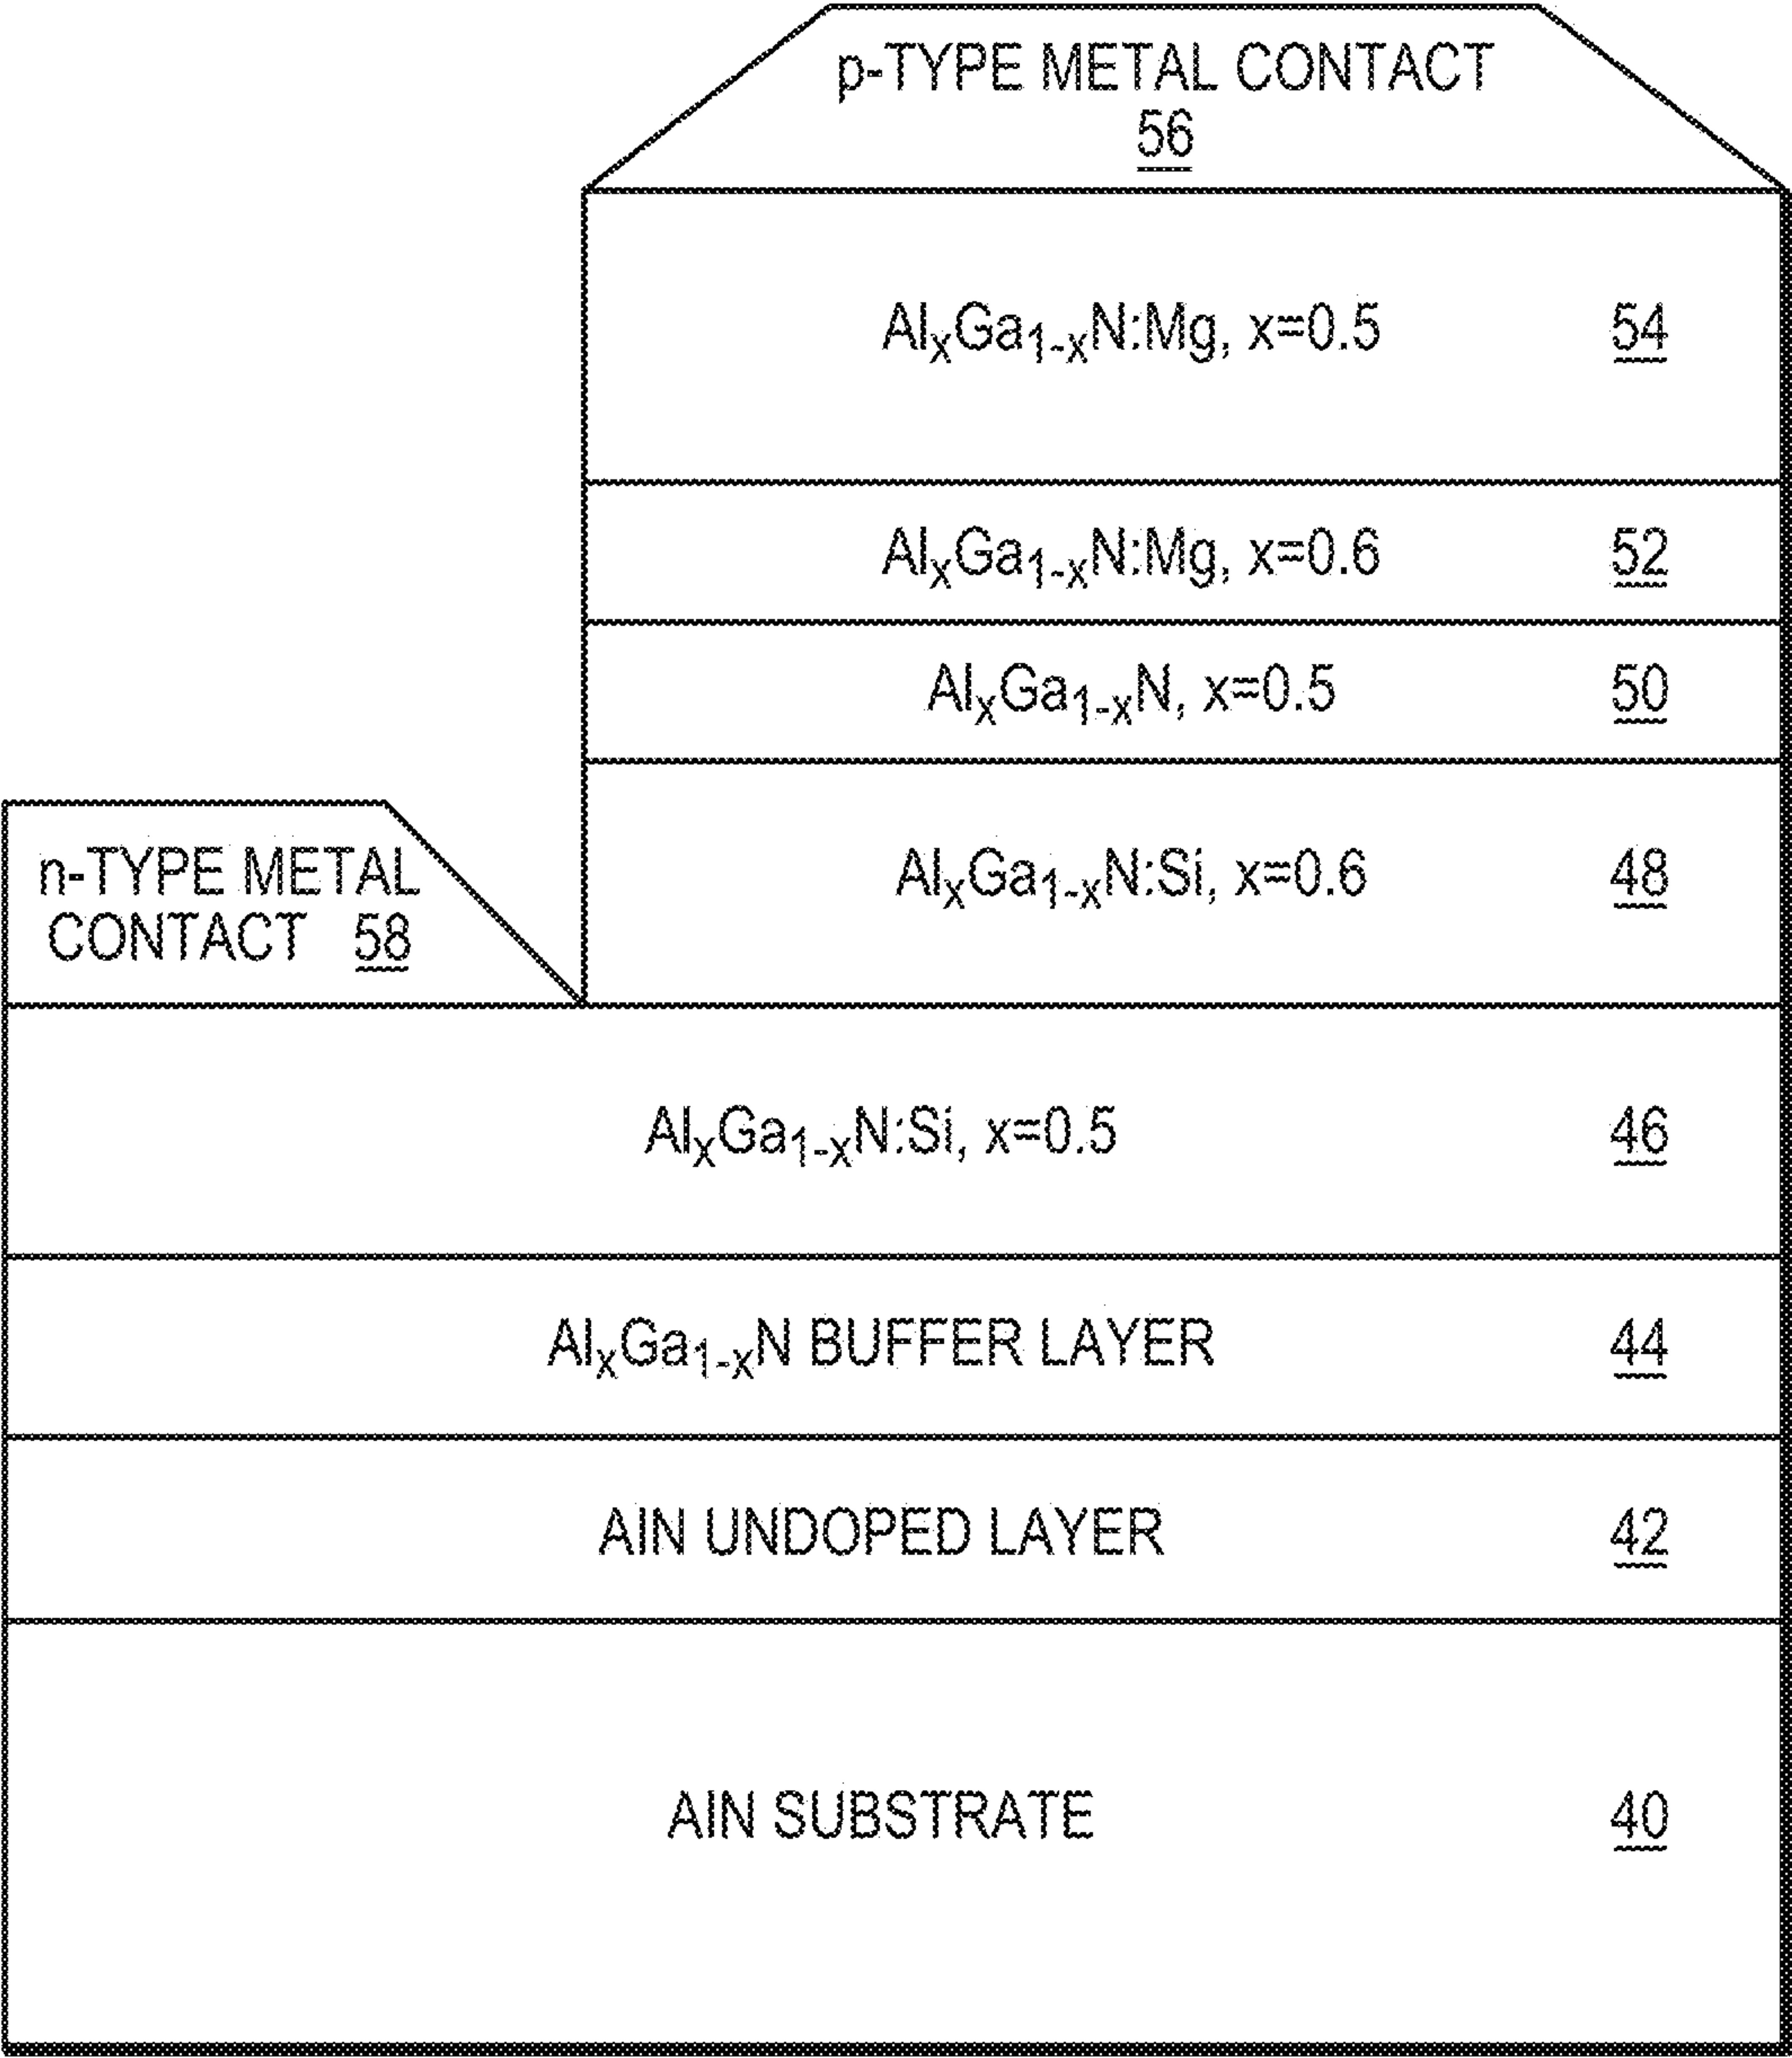 p-TYPE METAL CONTACT
56
AlₓGa₁₋ₓN:Mg, x=0.5 54
AlₓGa₁₋ₓN:Mg, x=0.6 52
AlₓGa₁₋ₓN, x=0.5 50
n-TYPE METAL
CONTACT 58
AlₓGa₁₋ₓN:Si, x=0.6 48
AlₓGa₁₋ₓN:Si, x=0.5 46
AlₓGa₁₋ₓN BUFFER LAYER 44
AlN UNDOPED LAYER 42
AlN SUBSTRATE 40